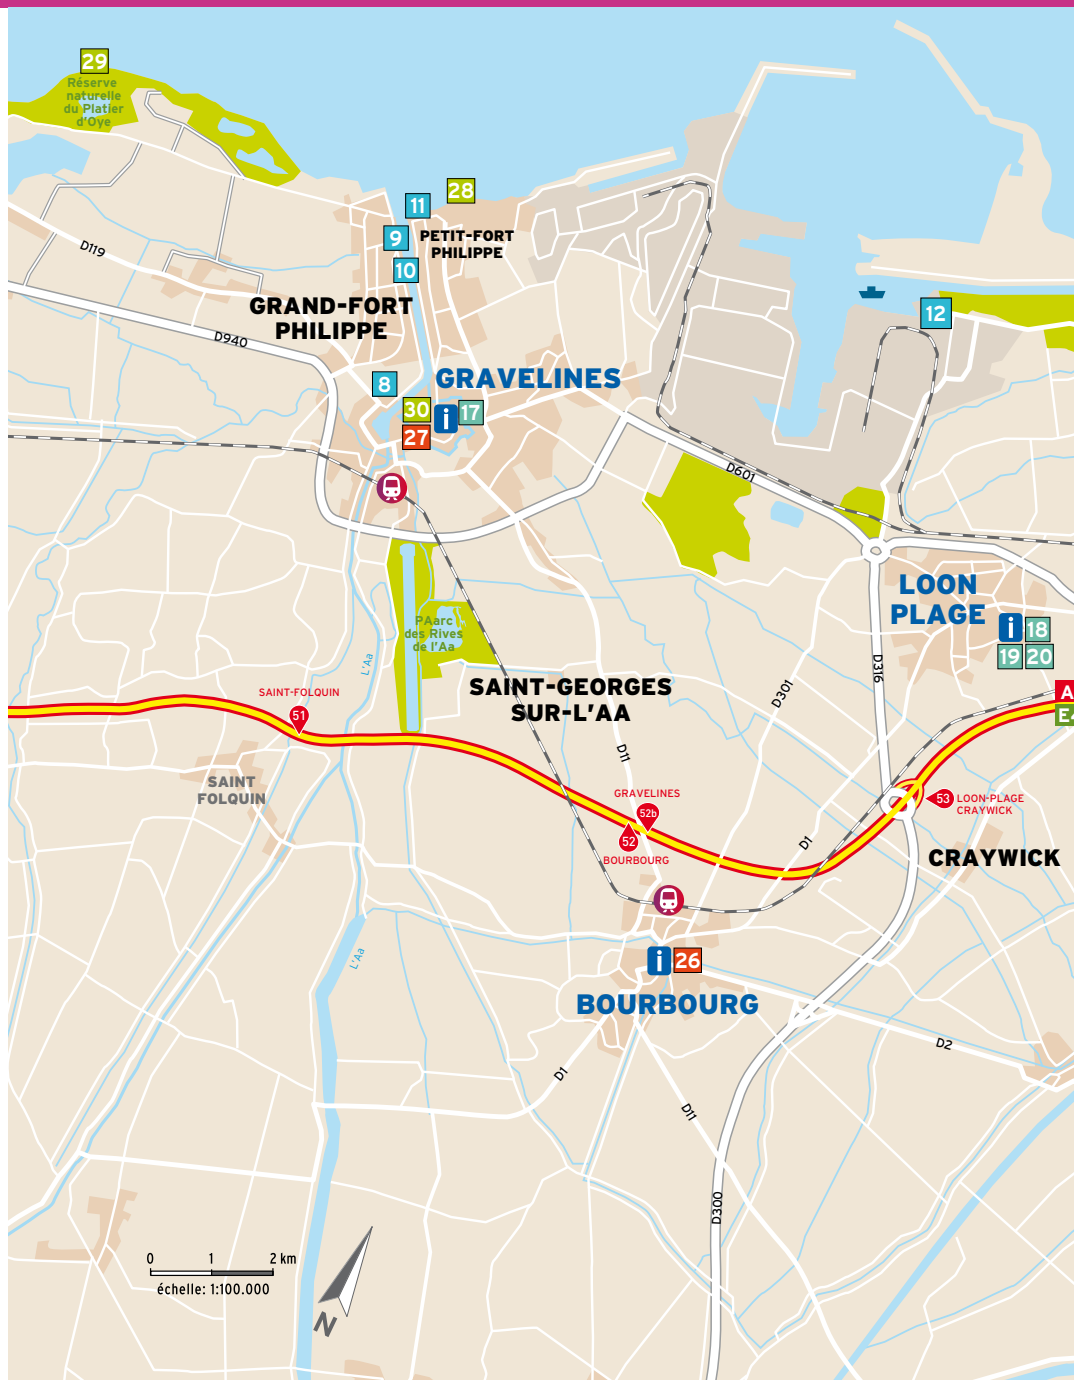 29
Réserve
naturelle
du Platier
d'Oye
28
11
9
PETIT-FORT
PHILIPPE
10
D119
GRAND-FORT
PHILIPPE
12
D940
8
GRAVELINES
30
i
17
27
D601
LOON
PLAGE
i
18
19
20
PAarc
des Rives
de l'Aa
L'Aa
D316
SAINT-GEORGES
SUR-L'AA
D301
SAINT-FOLQUIN
51
A
D11
SAINT
FOLQUIN
GRAVELINES
52b
52
BOURBOURG
53
LOON-PLAGE
CRAYWICK
D1
CRAYWICK
L'Aa
i
26
BOURBOURG
D2
D1
D11
D300
0 1 2 km
échelle: 1:100.000
N